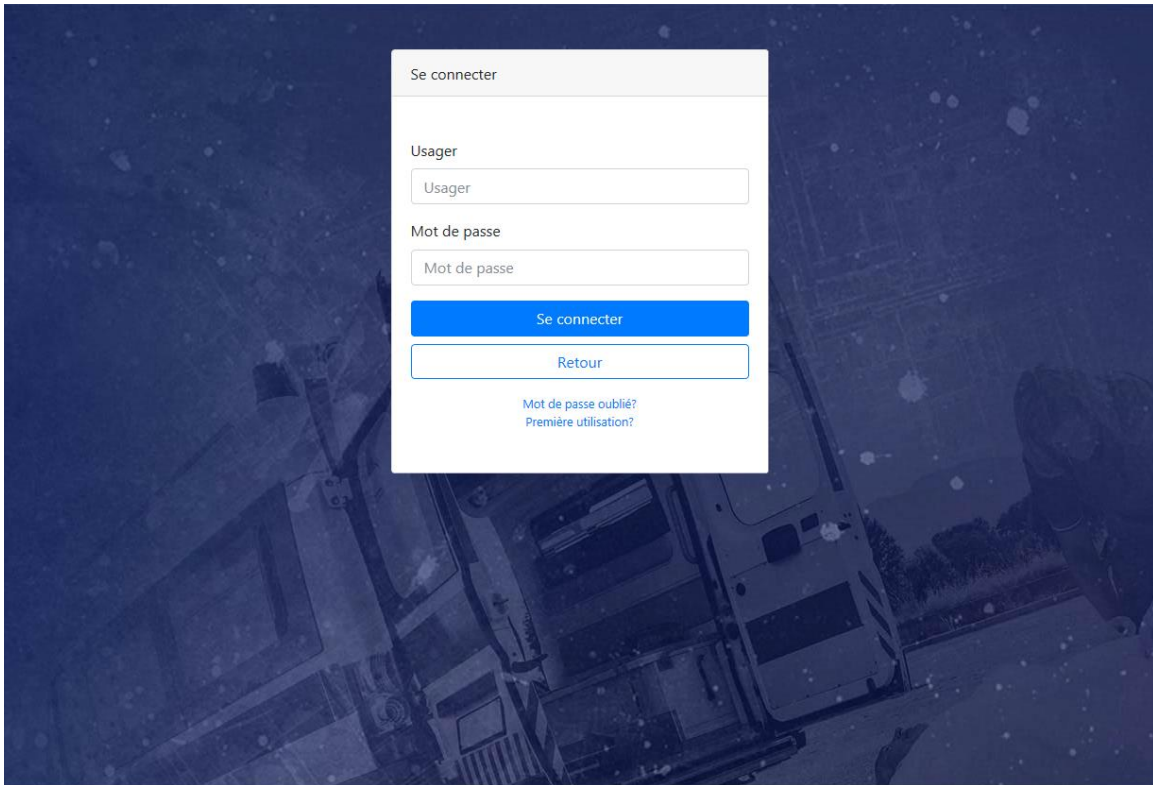 Se connecter
Usager
Usager
Mot de passe
Mot de passe
Se connecter
Retour
Mot de passe oublié?
Première utilisation?